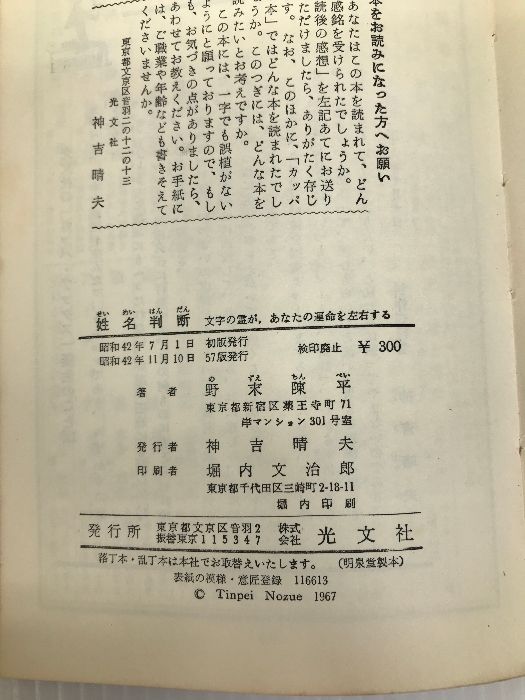 本をお読みになった方へお願い
あなたはこの本を読まれて、どん
感銘を受けられたでしょうか。
読後の感想」を左記あてにお送り
ただけましたら、ありがたく存じ
す。なお、このほかに、「カッパ
本」ではどんな本を読まれたでし
ょうか。このつぎには、どんな本を
読みたいとお考えですか。
この本には、一字でも誤植がない
ようにと願っておりますので、もし
も、お気づきの点がありましたら、
あわせてお教えください。お手紙に
は、ご職業や年齢なども書きそえて
くださいませんか。
東京都文京区音羽二の十二の十三
光文社
神吉晴夫
せい めい はん だん
姓名判断 文字の霊が,あなたの運命を左右する
昭和42年7月1日 初版発行
昭和42年11月10日 57版発行 検印廃止 ¥300
の ずえ ちん ぺい
著者 野末陳平
東京都新宿区薬王寺町71
岸マンション301号室
発行者 神吉晴夫
印刷者 堀内文治郎
東京都千代田区三崎町2-18-11
堀内印刷
発行所 東京都文京区音羽2 振替東京115347 株式会社 光文社
落丁本・乱丁本は本社でお取替えいたします。 (明泉堂製本)
表紙の模様・意匠登録 116613
© Tinpei Nozue 1967